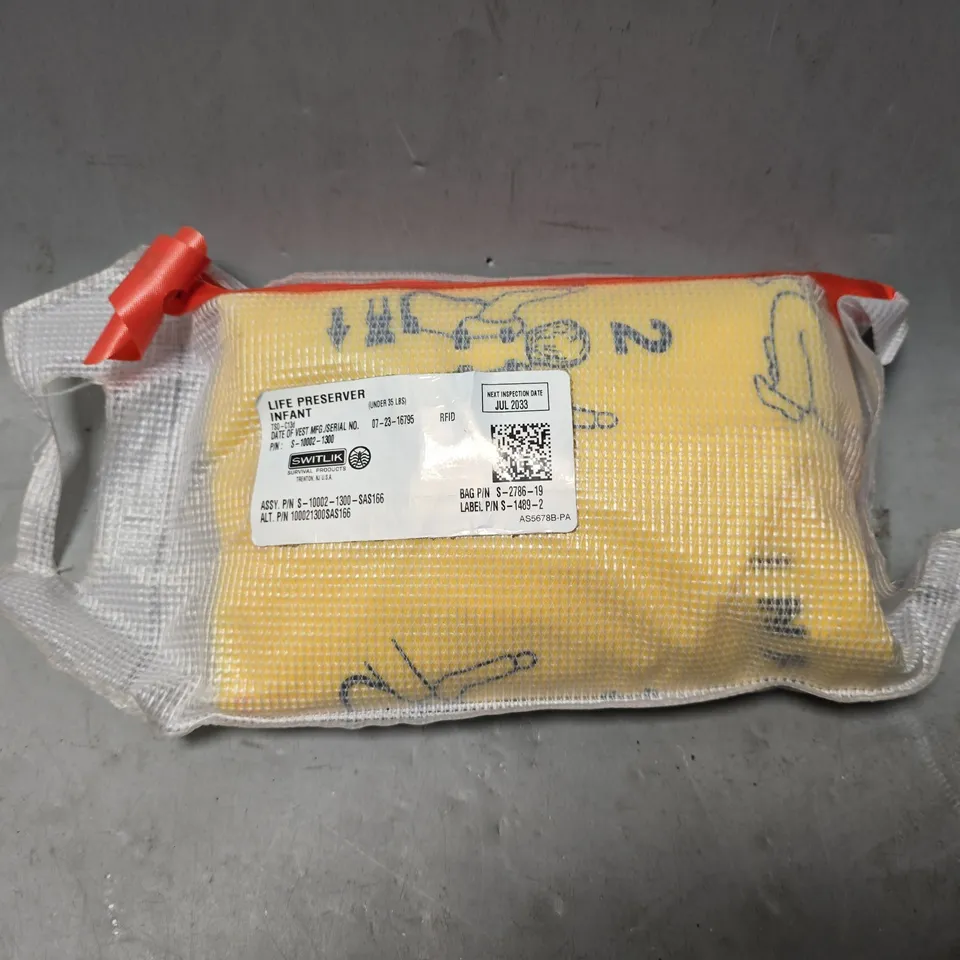 2
LIFE PRESERVER
INFANT (UNDER 35 LBS)
TSO-C13f
DATE OF VEST MFG./SERIAL NO. 07-23-16795 RFID
P/N: S-10002-1300
SWITLIK
SURVIVAL PRODUCTS
TRENTON, NJ U.S.A.
NEXT INSPECTION DATE
JUL 2033
ASSY. P/N S-10002-1300-SAS166
ALT. P/N 100021300SAS166
BAG P/N S-2786-19
LABEL P/N S-1489-2
AS5678B-PA